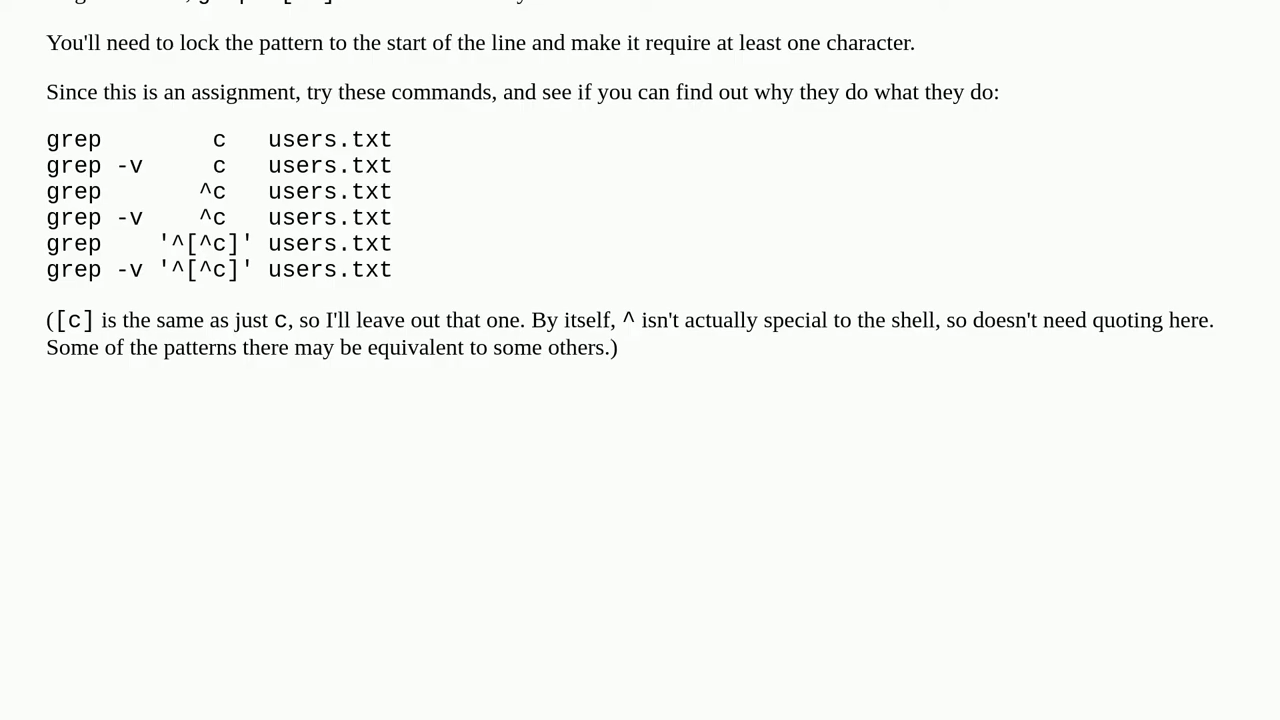 You'll need to lock the pattern to the start of the line and make it require at least one character.
Since this is an assignment, try these commands, and see if you can find out why they do what they do:
grep        c   users.txt
grep -v     c   users.txt
grep       ^c   users.txt
grep -v    ^c   users.txt
grep    '^[^c]' users.txt
grep -v '^[^c]' users.txt
([c] is the same as just c, so I'll leave out that one. By itself, ^ isn't actually special to the shell, so doesn't need quoting here.
Some of the patterns there may be equivalent to some others.)